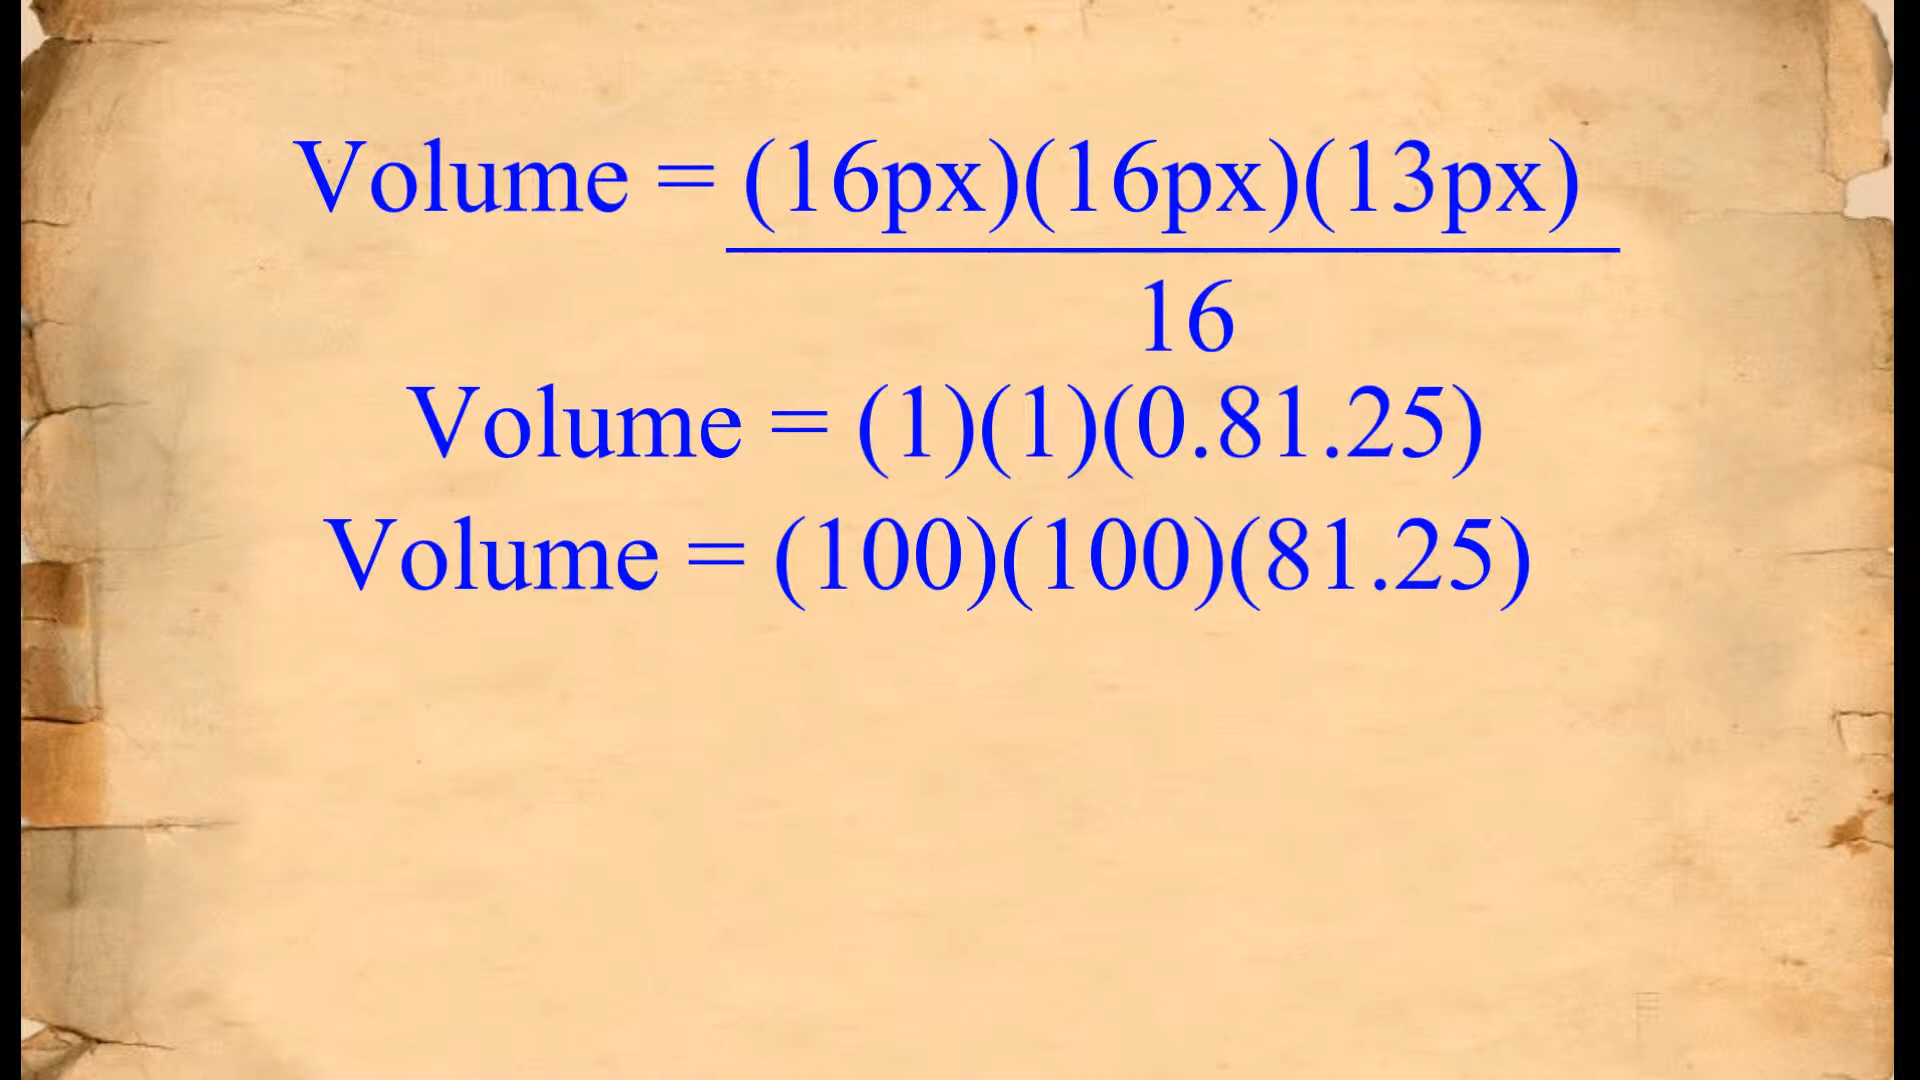 Volume = (16px)(16px)(13px)
16
Volume = (1)(1)(0.81.25)
Volume = (100)(100)(81.25)